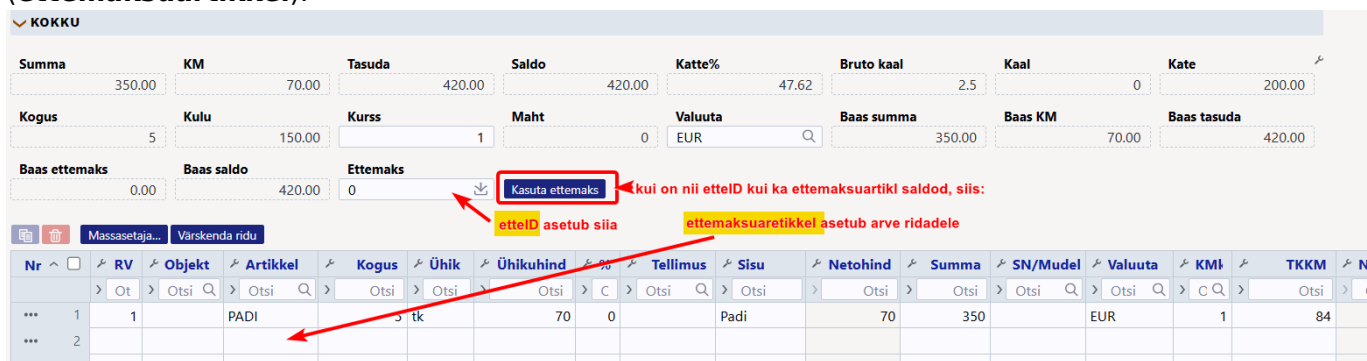 (ettemaksuartikkel).
KOKKU
Summa KM Tasuda Saldo Katte% Bruto kaal Kaal Kate
350.00 70.00 420.00 420.00 47.62 2.5 0 200.00
Kogus Kulu Kurss Maht Valuuta Baas summa Baas KM Baas tasuda
5 150.00 1 0 EUR 350.00 70.00 420.00
Baas ettemaks Baas saldo Ettemaks
0.00 420.00 0 Kasuta ettemaks kui on nii etteID kui ka ettemaksuartikl saldod, siis:
etteID asetub siia ettemaksuaretikkel asetub arve ridadele
Massasetaja... Värskenda ridu
Nr RV Objekt Artikkel Kogus Ühik Ühikuhind % Tellimus Sisu Netohind Summa SN/Mudel Valuuta KMk TKKM N
Ot Otsi Otsi Otsi Otsi Otsi C Otsi Otsi Otsi Otsi Otsi Otsi C Otsi
1 1 PADI 5 tk 70 0 Padi 70 350 EUR 1 84
2